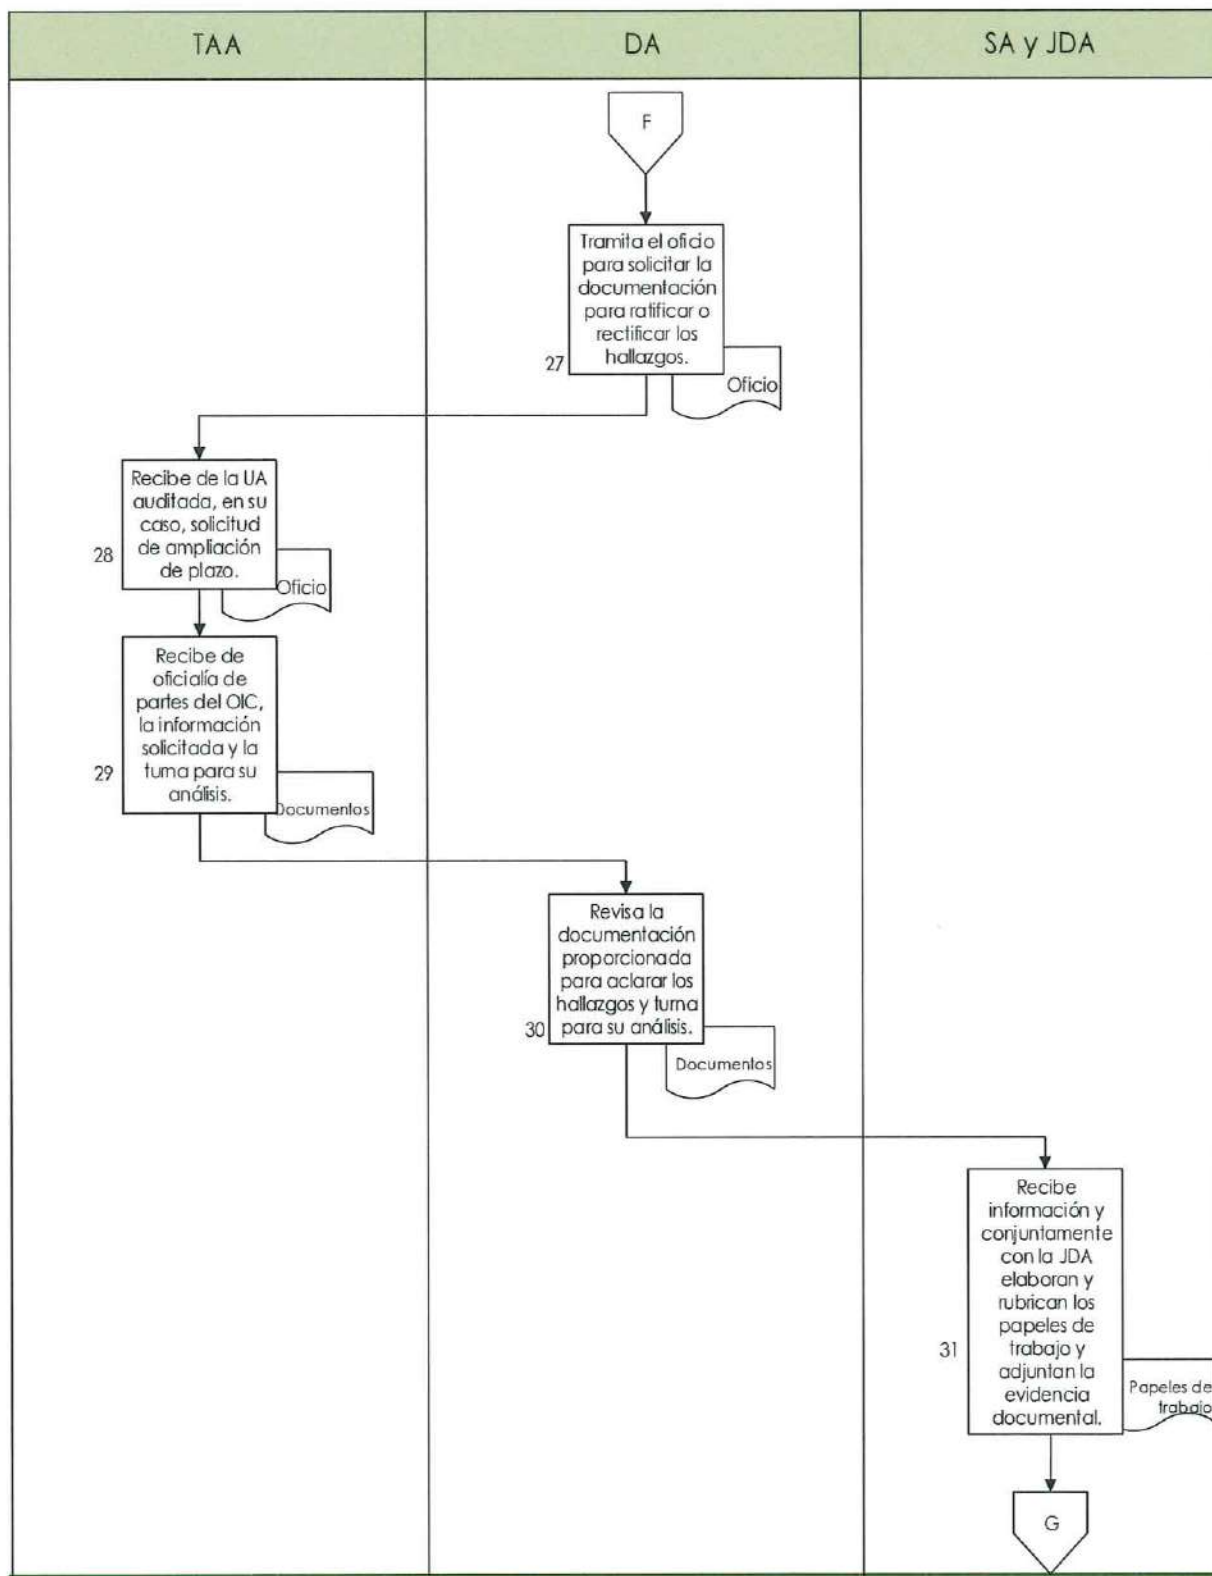 TAA
DA
SA y JDA
F
Tramita el oficio
para solicitar la
documentación
para ratificar o
rectificar los
hallazgos.
27
Oficio
Recibe de la UA
auditada, en su
caso, solicitud
de ampliación
de plazo.
28
Oficio
Recibe de
oficialía de
partes del OIC,
la información
solicitada y la
turna para su
análisis.
29
Documentos
Revisa la
documentación
proporcionada
para aclarar los
hallazgos y turna
para su análisis.
30
Documentos
Recibe
información y
conjuntamente
con la JDA
elaboran y
rubrican los
papeles de
trabajo y
adjuntan la
evidencia
documental.
31
Papeles de
trabajo
G